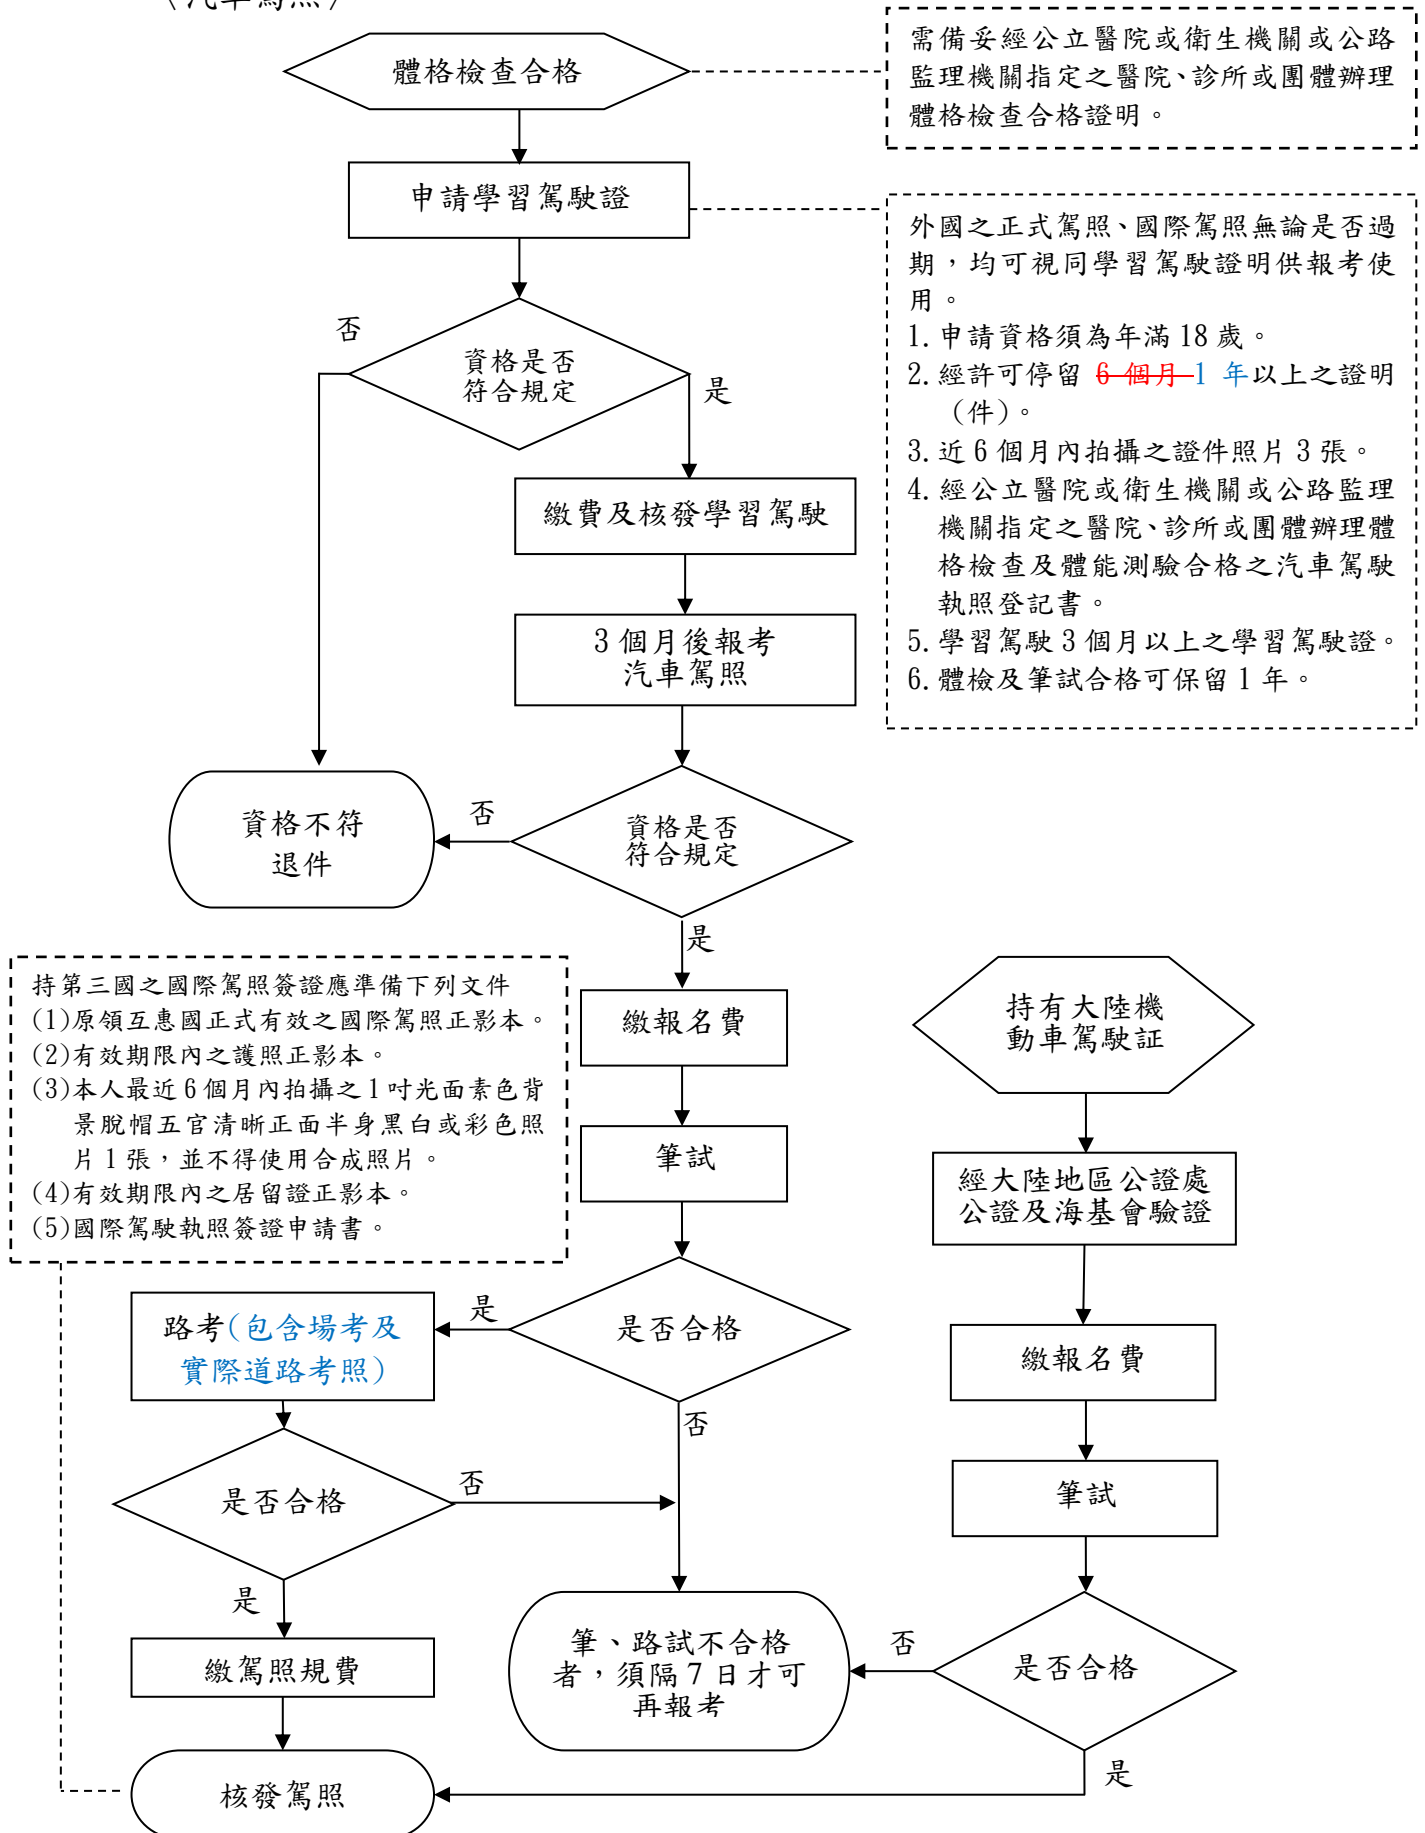 (汽車駕照)
體格檢查合格
需備妥經公立醫院或衛生機關或公路
監理機關指定之醫院、診所或團體辦理
體格檢查合格證明。
申請學習駕駛證
外國之正式駕照、國際駕照無論是否過
期,均可視同學習駕駛證明供報考使
用。
1.申請資格須為年滿18歲。
2.經許可停留 6個月 1 年以上之證明
(件)。
3.近6個月內拍攝之證件照片3張。
4.經公立醫院或衛生機關或公路監理
機關指定之醫院、診所或團體辦理體
格檢查及體能測驗合格之汽車駕駛
執照登記書。
5.學習駕駛3個月以上之學習駕駛證。
6.體檢及筆試合格可保留1年。
否
資格是否
符合規定
是
繳費及核發學習駕駛
3個月後報考
汽車駕照
資格不符
退件
否
資格是否
符合規定
是
持第三國之國際駕照簽證應準備下列文件
(1)原領互惠國正式有效之國際駕照正影本。
(2)有效期限內之護照正影本。
(3)本人最近6個月內拍攝之1吋光面素色背
景脫帽五官清晰正面半身黑白或彩色照
片1張,並不得使用合成照片。
(4)有效期限內之居留證正影本。
(5)國際駕駛執照簽證申請書。
繳報名費
持有大陸機
動車駕駛証
筆試
經大陸地區公證處
公證及海基會驗證
路考(包含場考及
實際道路考照)
是
是否合格
繳報名費
否
是否合格
否
筆試
是
繳駕照規費
筆、路試不合格
者,須隔7日才可
再報考
否
是否合格
是
核發駕照